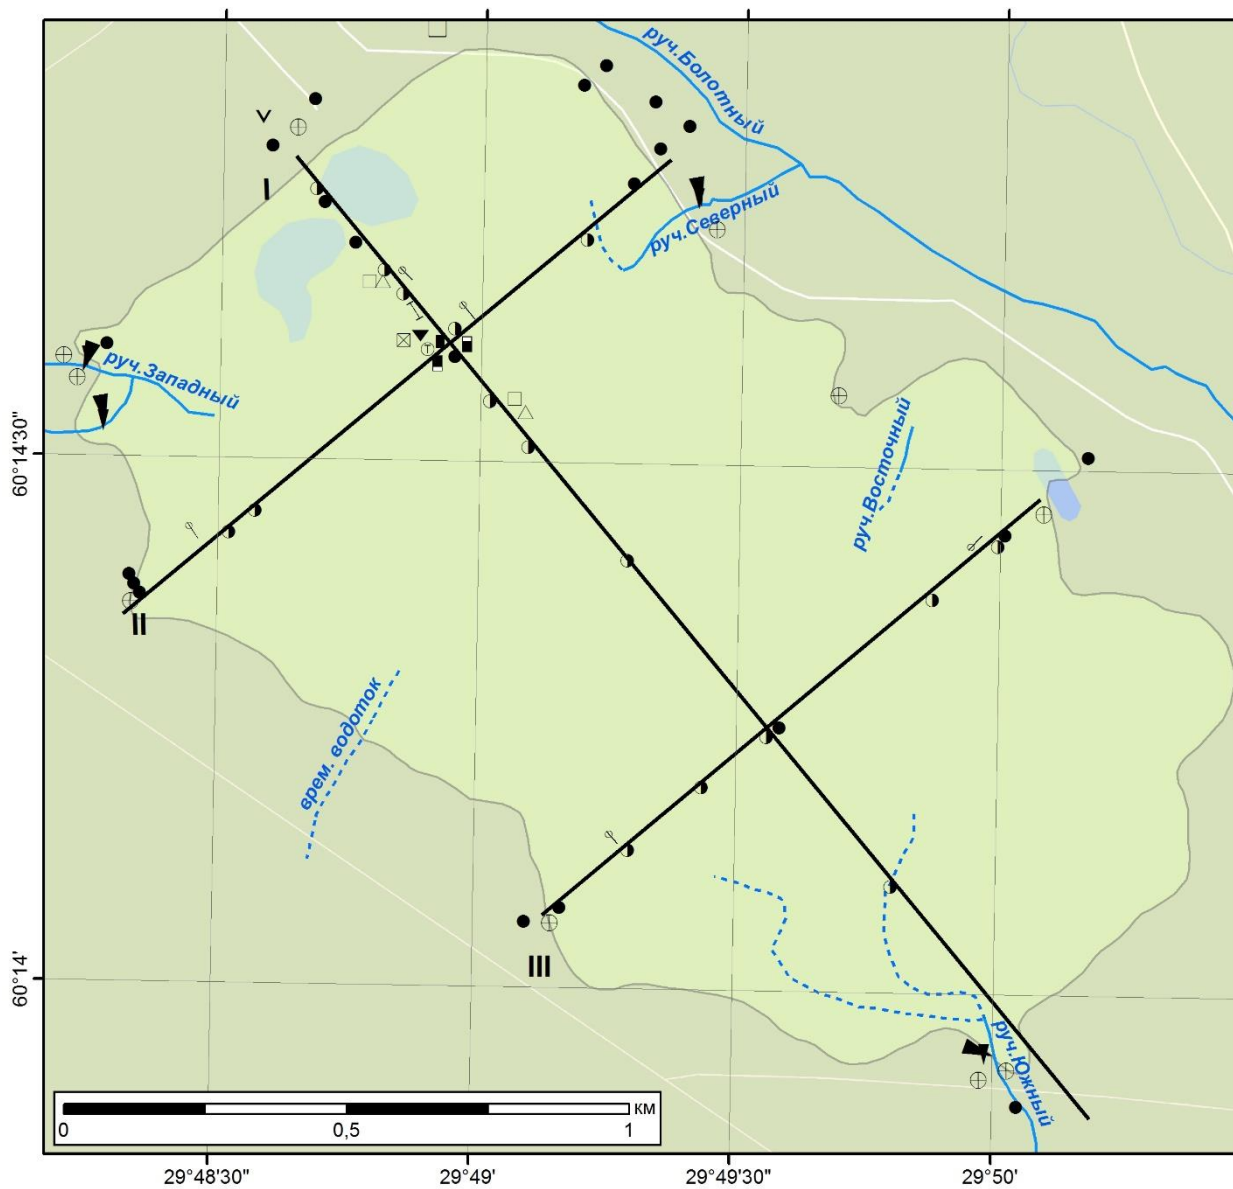 руч.Болотный
I
руч.Северный
руч.Западный
60°14'30"
руч.Восточный
II
врем. водоток
III
60°14'
руч.Южный
км
0
0,5
1
29°48'30"
29°49'
29°49'30"
29°50'
T